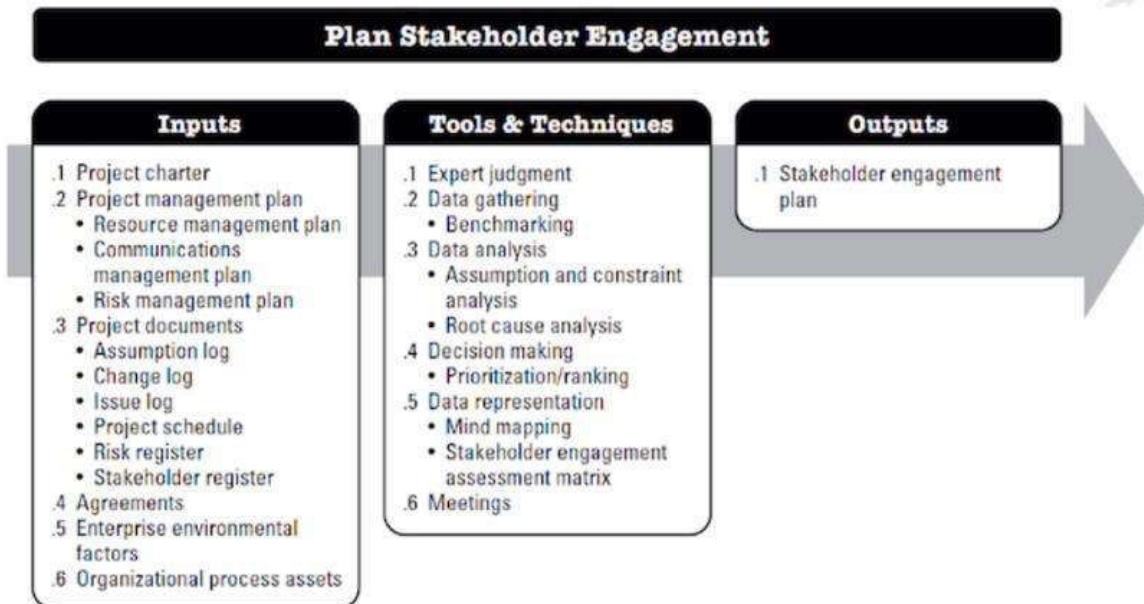 Plan Stakeholder Engagement
Inputs
.1 Project charter
.2 Project management plan
• Resource management plan
• Communications
management plan
• Risk management plan
.3 Project documents
• Assumption log
• Change log
• Issue log
• Project schedule
• Risk register
• Stakeholder register
.4 Agreements
.5 Enterprise environmental
factors
.6 Organizational process assets
Tools & Techniques
.1 Expert judgment
.2 Data gathering
• Benchmarking
.3 Data analysis
• Assumption and constraint
analysis
• Root cause analysis
.4 Decision making
• Prioritization/ranking
.5 Data representation
• Mind mapping
• Stakeholder engagement
assessment matrix
.6 Meetings
Outputs
.1 Stakeholder engagement
plan